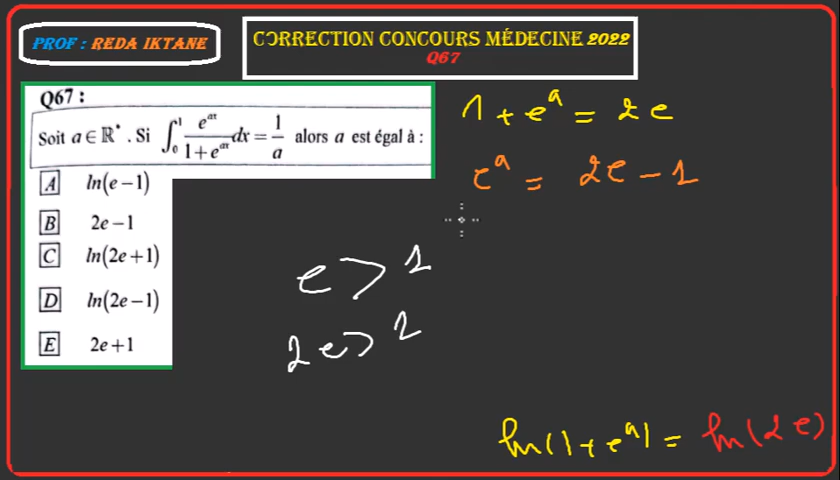 PROF : REDA IKTANE
CORRECTION CONCOURS MÉDECINE 2022
Q67
Q67 :
Soit a ∈ ℝ* . Si ∫₀¹ e^{ax}/(1+e^{ax}) dx = 1/a alors a est égal à :
A ln(e−1)
B 2e−1
C ln(2e+1)
D ln(2e−1)
E 2e+1
1 + e^a = 2e
e^a = 2e − 1
e > 1
2e > 2
ln(1+e^a) = ln(2e)